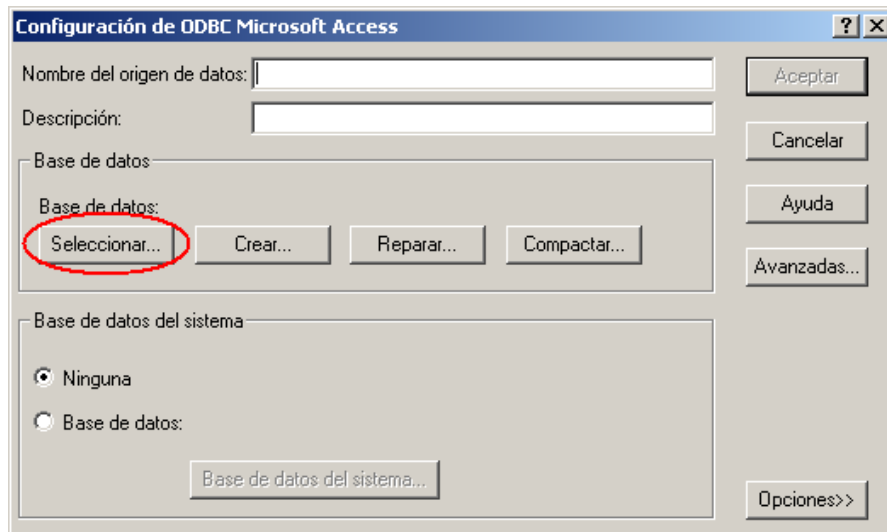 Configuración de ODBC Microsoft Access
Nombre del origen de datos:
Aceptar
Descripción:
Cancelar
Base de datos
Base de datos:
Ayuda
Seleccionar...
Crear...
Reparar...
Compactar...
Avanzadas...
Base de datos del sistema
Ninguna
Base de datos:
Base de datos del sistema...
Opciones>>